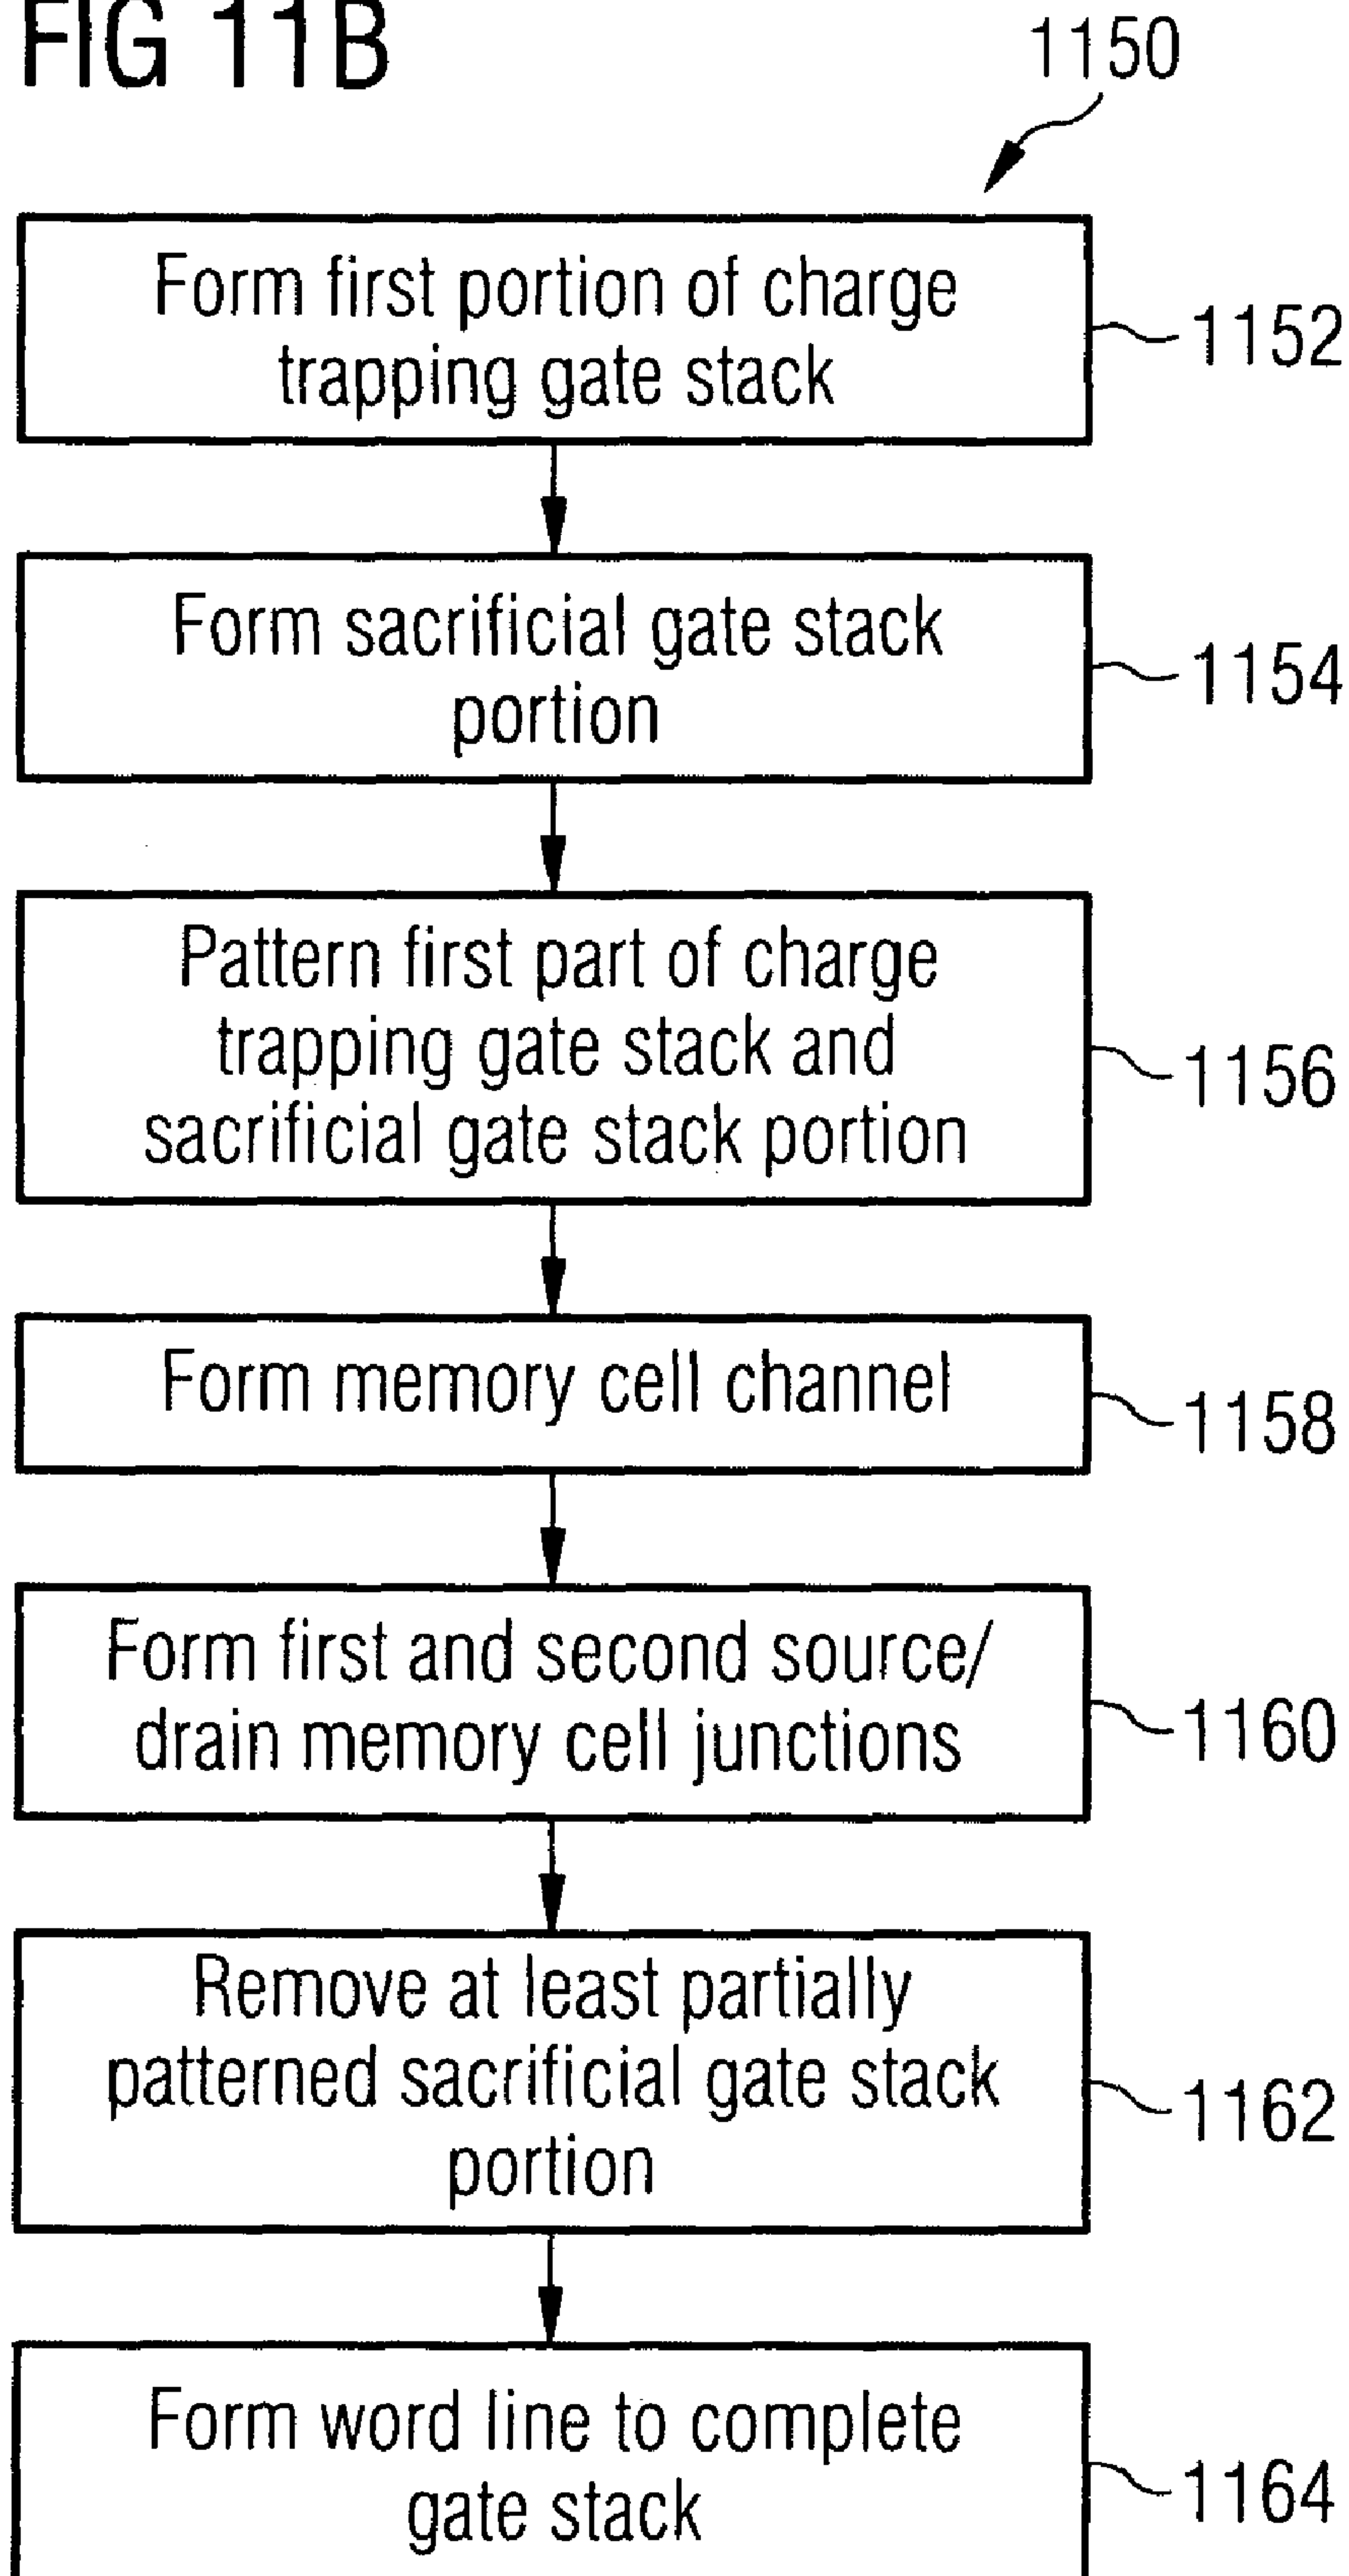 FIG 11B
1150
Form first portion of charge
trapping gate stack
1152
Form sacrificial gate stack
portion
1154
Pattern first part of charge
trapping gate stack and
sacrificial gate stack portion
1156
Form memory cell channel
1158
Form first and second source/
drain memory cell junctions
1160
Remove at least partially
patterned sacrificial gate stack
portion
1162
Form word line to complete
gate stack
1164